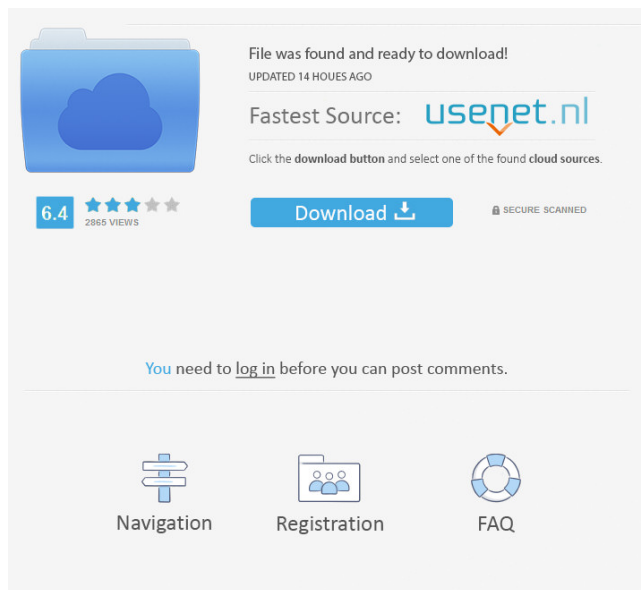 File was found and ready to download!
UPDATED 14 HOUES AGO
Fastest Source: usenet.nl
Click the download button and select one of the found cloud sources.
6.4
2865 VIEWS
Download
SECURE SCANNED
You need to log in before you can post comments.
Navigation
Registration
FAQ